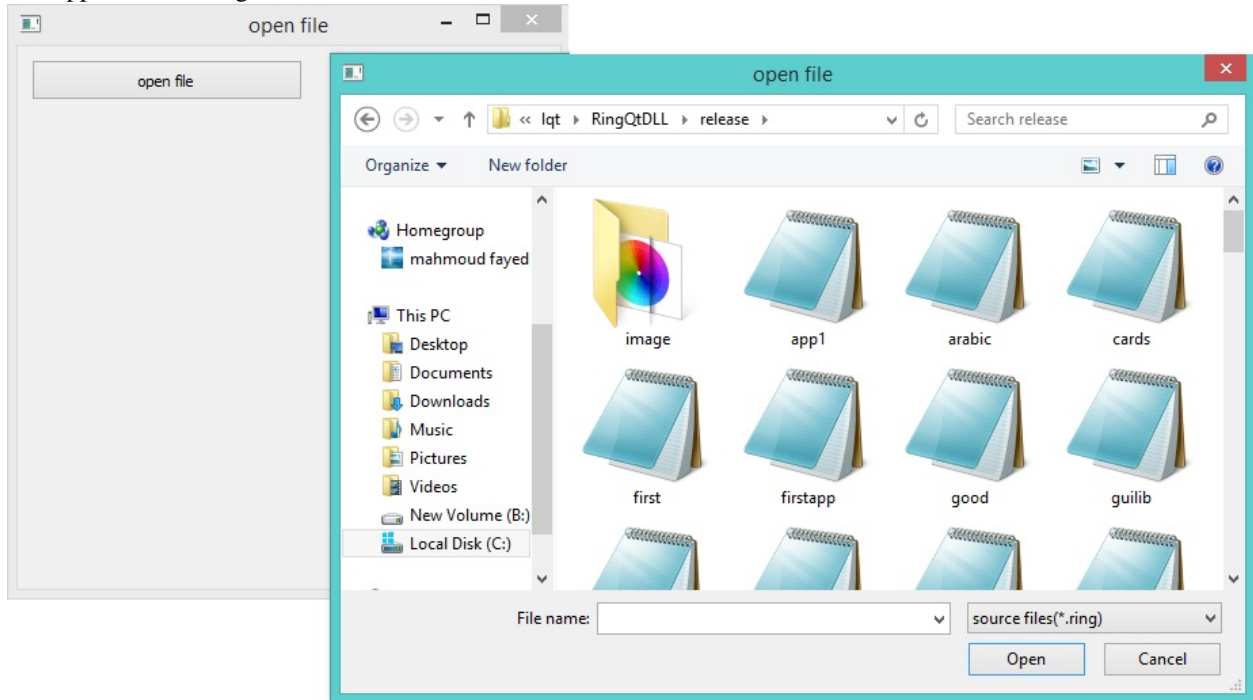 open file
open file
open file
« lqt ▸ RingQtDLL ▸ release ▸
Search release
Organize
New folder
Homegroup
mahmoud fayed
This PC
Desktop
Documents
Downloads
Music
Pictures
Videos
New Volume (B:)
Local Disk (C:)
image
app1
arabic
cards
first
firstapp
good
guilib
File name:
source files(*.ring)
Open
Cancel